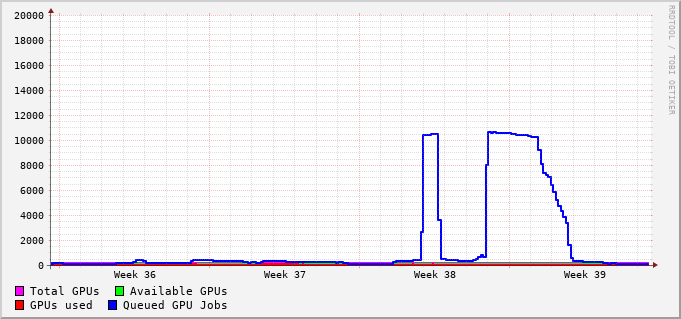 20000
18000
16000
14000
12000
10000
8000
6000
4000
2000
0
Week 36 Week 37 Week 38 Week 39
Total GPUs Available GPUs
GPUs used Queued GPU Jobs
RRDTOOL / TOBI OETIKER